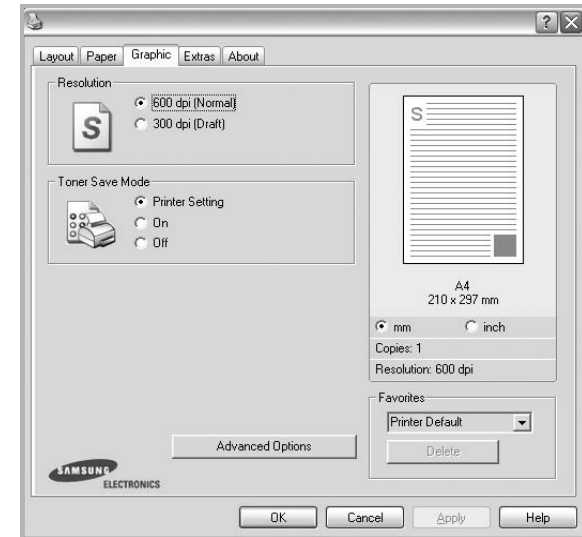 Layout Paper Graphic Extras About
Resolution
600 dpi (Normal)
300 dpi (Draft)
S
Toner Save Mode
Printer Setting
On
Off
S
A4
210 x 297 mm
mm inch
Copies: 1
Resolution: 600 dpi
Favorites
Printer Default
Delete
Advanced Options
SAMSUNG
ELECTRONICS
OK Cancel Apply Help